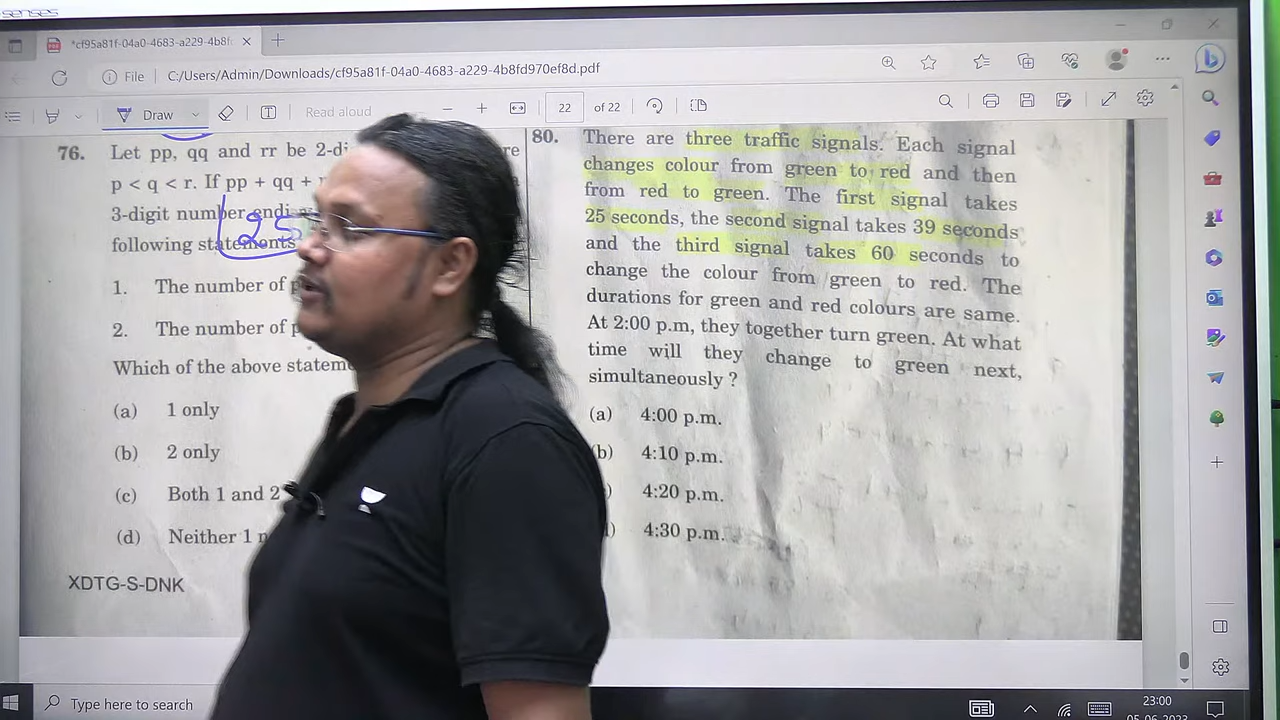 senses
*cf95a81f-04a0-4683-a229-4b8f
File C:/Users/Admin/Downloads/cf95a81f-04a0-4683-a229-4b8fd970ef8d.pdf
Draw Read aloud 22 of 22
76. Let pp, qq and rr be
p < q < r. If pp + qq +
3-digit number
25
following statements
1. The number of
2. The number of
Which of the above
(a) 1 only
(b) 2 only
(c) Both 1 and 2
(d) Neither 1
XDTG-S-DNK
80. There are three traffic signals. Each signal
changes colour from green to red and then
from red to green. The first signal takes
25 seconds, the second signal takes 39 seconds
and the third signal takes 60 seconds to
change the colour from green to red. The
durations for green and red colours are same.
At 2:00 p.m, they together turn green. At what
time will they change to green next,
simultaneously ?
(a) 4:00 p.m.
b) 4:10 p.m.
) 4:20 p.m.
) 4:30 p.m.
Type here to search
23:00
05-06-2023